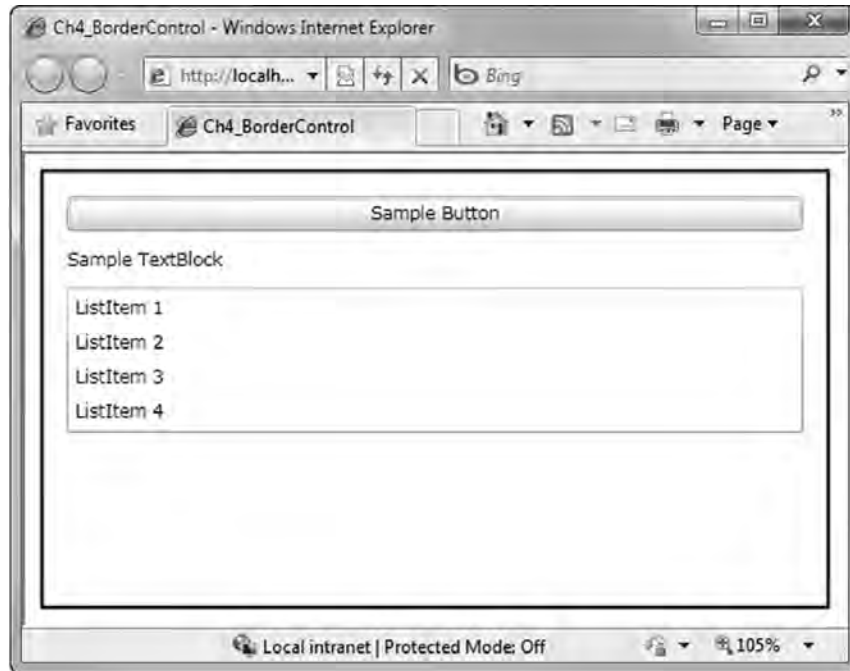 Ch4_BorderControl - Windows Internet Explorer
http://localh... Bing
Favorites Ch4_BorderControl Page
Sample Button
Sample TextBlock
ListItem 1
ListItem 2
ListItem 3
ListItem 4
Local intranet | Protected Mode: Off 105%